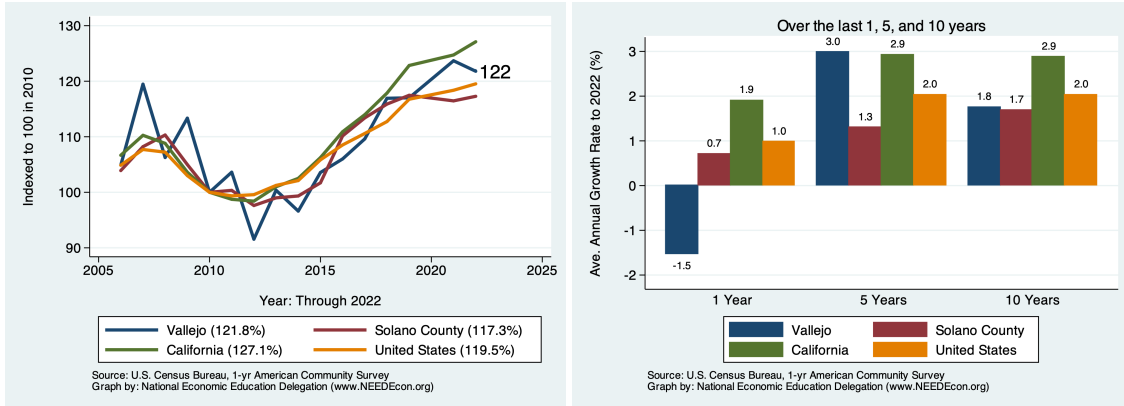 130
120
110
100
90
Indexed to 100 in 2010
122
2005
2010
2015
2020
2025
Year: Through 2022
Vallejo (121.8%)
Solano County (117.3%)
California (127.1%)
United States (119.5%)
Source: U.S. Census Bureau, 1-yr American Community Survey
Graph by: National Economic Education Delegation (www.NEEDEcon.org)
Over the last 1, 5, and 10 years
Ave. Annual Growth Rate to 2022 (%)
3
2
1
0
-1
-2
-1.5
0.7
1.9
1.0
3.0
1.3
2.9
2.0
1.8
1.7
2.9
2.0
1 Year
5 Years
10 Years
Vallejo
Solano County
California
United States
Source: U.S. Census Bureau, 1-yr American Community Survey
Graph by: National Economic Education Delegation (www.NEEDEcon.org)